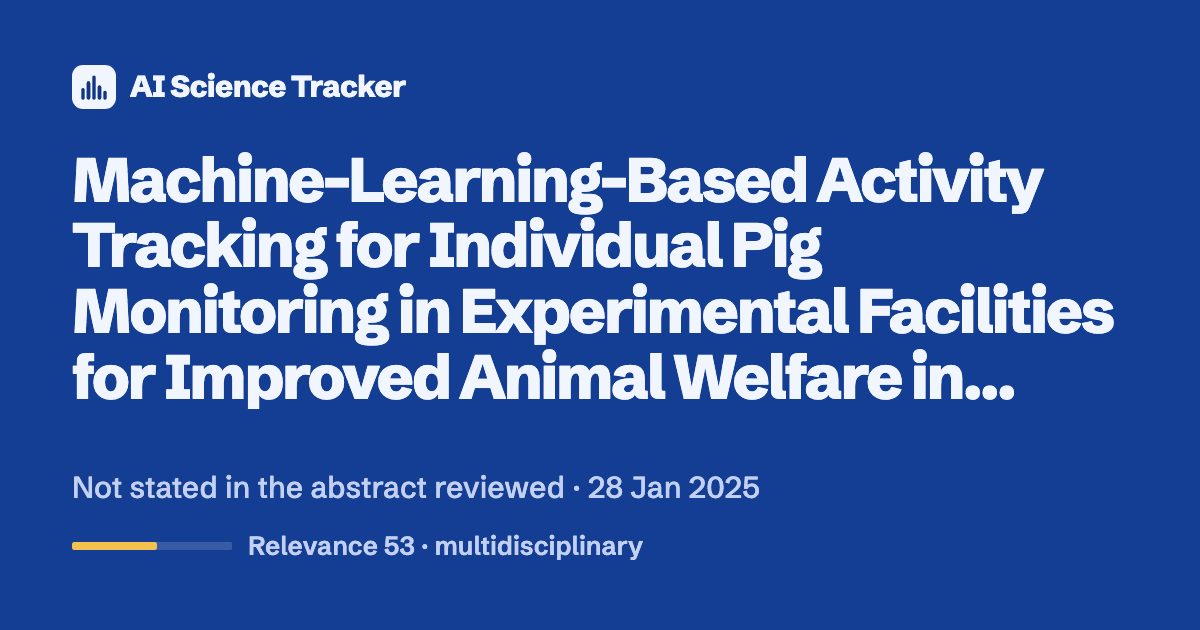 AI Science Tracker
Machine-Learning-Based Activity
Tracking for Individual Pig
Monitoring in Experimental Facilities
for Improved Animal Welfare in...
Not stated in the abstract reviewed · 28 Jan 2025
Relevance 53 · multidisciplinary